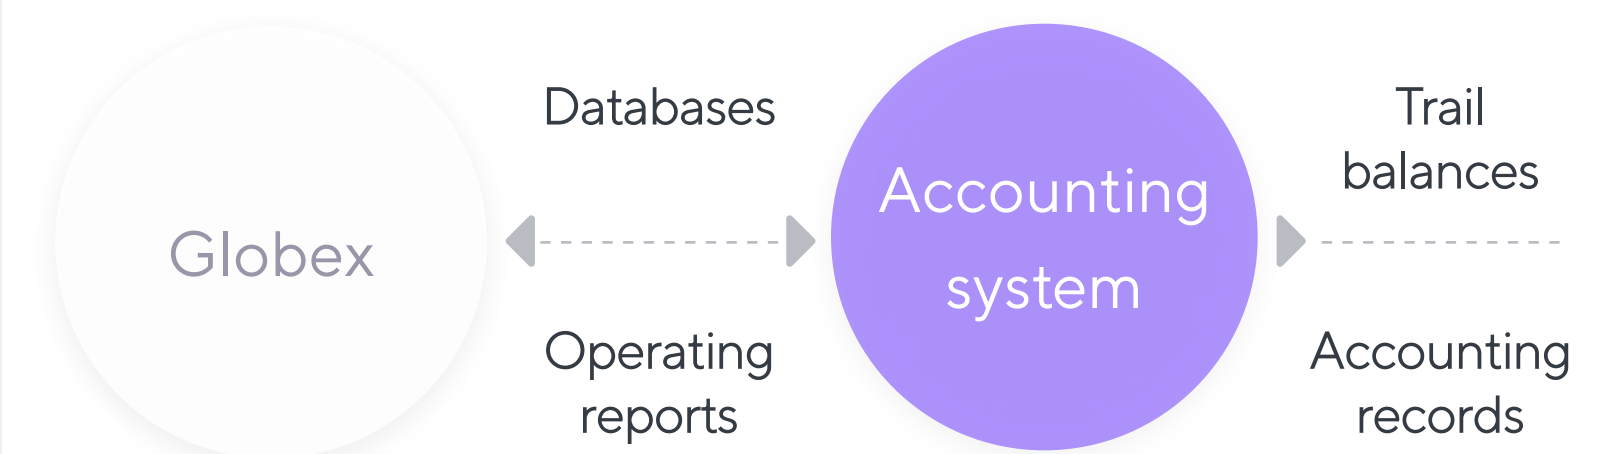 Globex
Databases
Operating
reports
Accounting
system
Trail
balances
Accounting
records